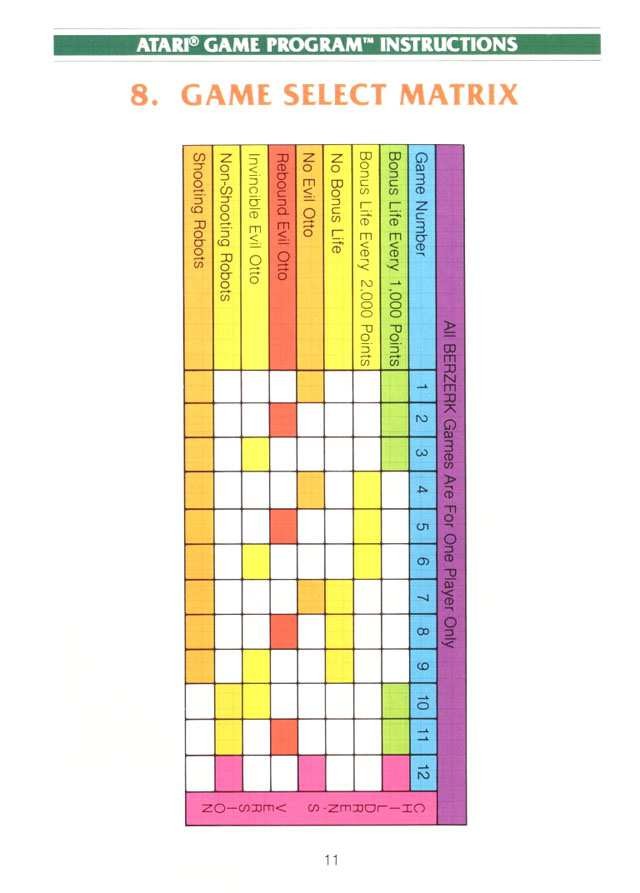 ATARI® GAME PROGRAM™ INSTRUCTIONS
8. GAME SELECT MATRIX
All BERZERK Games Are For One Player Only
Game Number 1 2 3 4 5 6 7 8 9 10 11 12
Bonus Life Every 1,000 Points
Bonus Life Every 2,000 Points
No Bonus Life
No Evil Otto
Rebound Evil Otto
Invincible Evil Otto
Non-Shooting Robots
Shooting Robots
CHILDREN'S VERSION
11